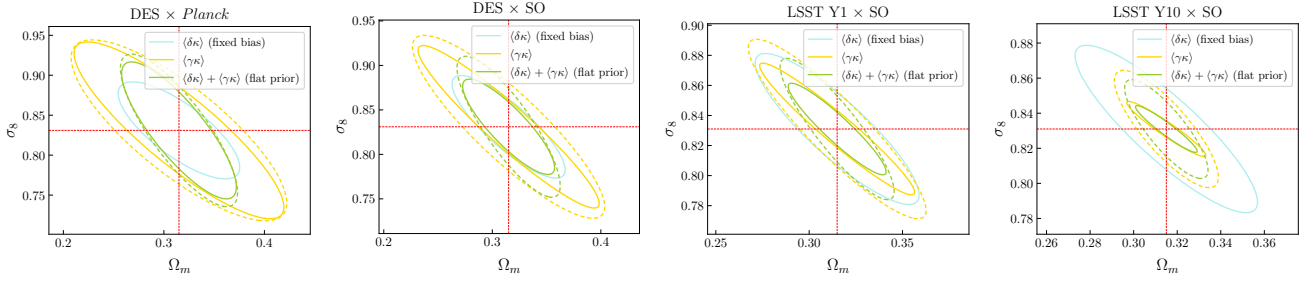 DES × Planck
0.95
0.90
0.85
0.80
0.75
σ8
0.2
0.3
0.4
Ωm
⟨δκ⟩ (fixed bias)
⟨γκ⟩
⟨δκ⟩ + ⟨γκ⟩ (flat prior)
DES × SO
0.95
0.90
0.85
0.80
0.75
σ8
0.2
0.3
0.4
Ωm
⟨δκ⟩ (fixed bias)
⟨γκ⟩
⟨δκ⟩ + ⟨γκ⟩ (flat prior)
LSST Y1 × SO
0.90
0.88
0.85
0.83
0.80
0.78
σ8
0.25
0.30
0.35
Ωm
⟨δκ⟩ (fixed bias)
⟨γκ⟩
⟨δκ⟩ + ⟨γκ⟩ (flat prior)
LSST Y10 × SO
0.88
0.86
0.84
0.82
0.80
0.78
σ8
0.26
0.28
0.30
0.32
0.34
0.36
Ωm
⟨δκ⟩ (fixed bias)
⟨γκ⟩
⟨δκ⟩ + ⟨γκ⟩ (flat prior)